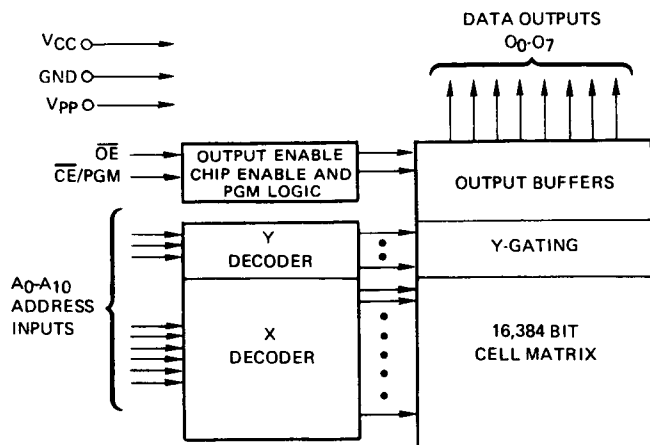 DATA OUTPUTS
O0-O7
VCC
GND
VPP
OE
CE/PGM
OUTPUT ENABLE
CHIP ENABLE AND
PGM LOGIC
OUTPUT BUFFERS
Y
DECODER
Y-GATING
A0-A10
ADDRESS
INPUTS
X
DECODER
16,384 BIT
CELL MATRIX